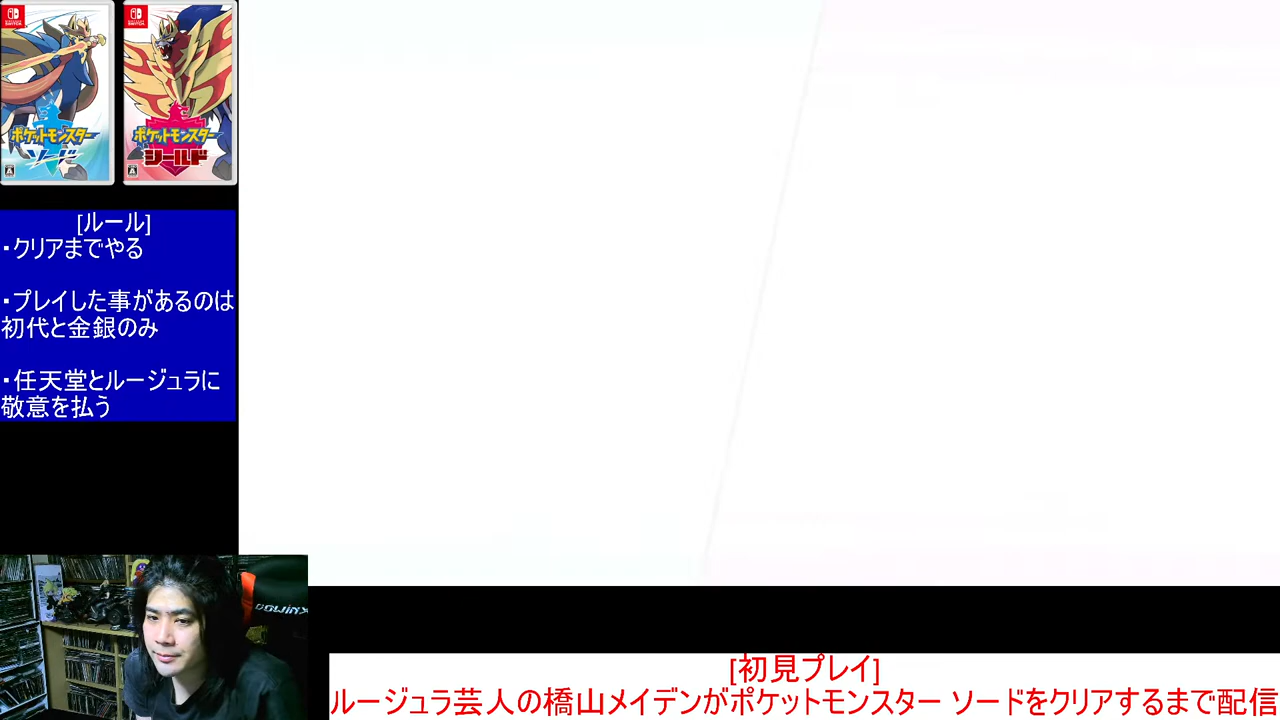 ポケットモンスター
ソード
ポケットモンスター
シールド
[ルール]
・クリアまでやる
・プレイした事があるのは
初代と金銀のみ
・任天堂とルージュラに
敬意を払う
[初見プレイ]
ルージュラ芸人の橋山メイデンがポケットモンスター ソードをクリアするまで配信